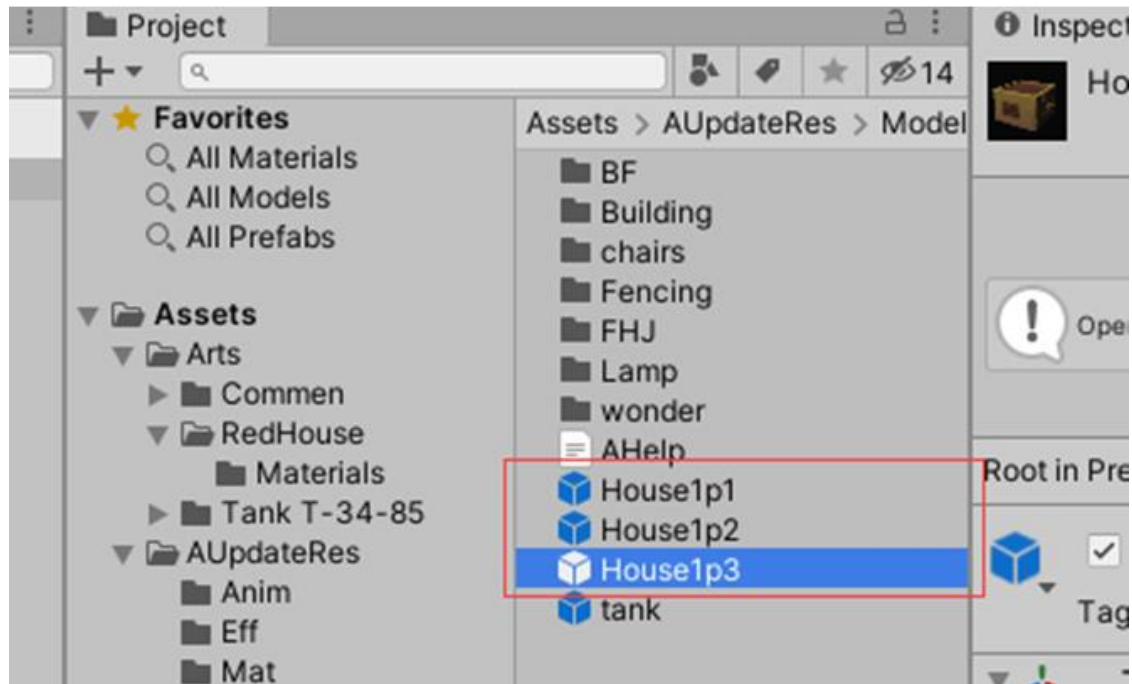 Project
14
Favorites
All Materials
All Models
All Prefabs
Assets
Arts
Commen
RedHouse
Materials
Tank T-34-85
AUpdateRes
Anim
Eff
Mat
Assets > AUpdateRes > Model
BF
Building
chairs
Fencing
FHJ
Lamp
wonder
AHelp
House1p1
House1p2
House1p3
tank
Inspect
Ho
Ope
Root in Pre
Tag